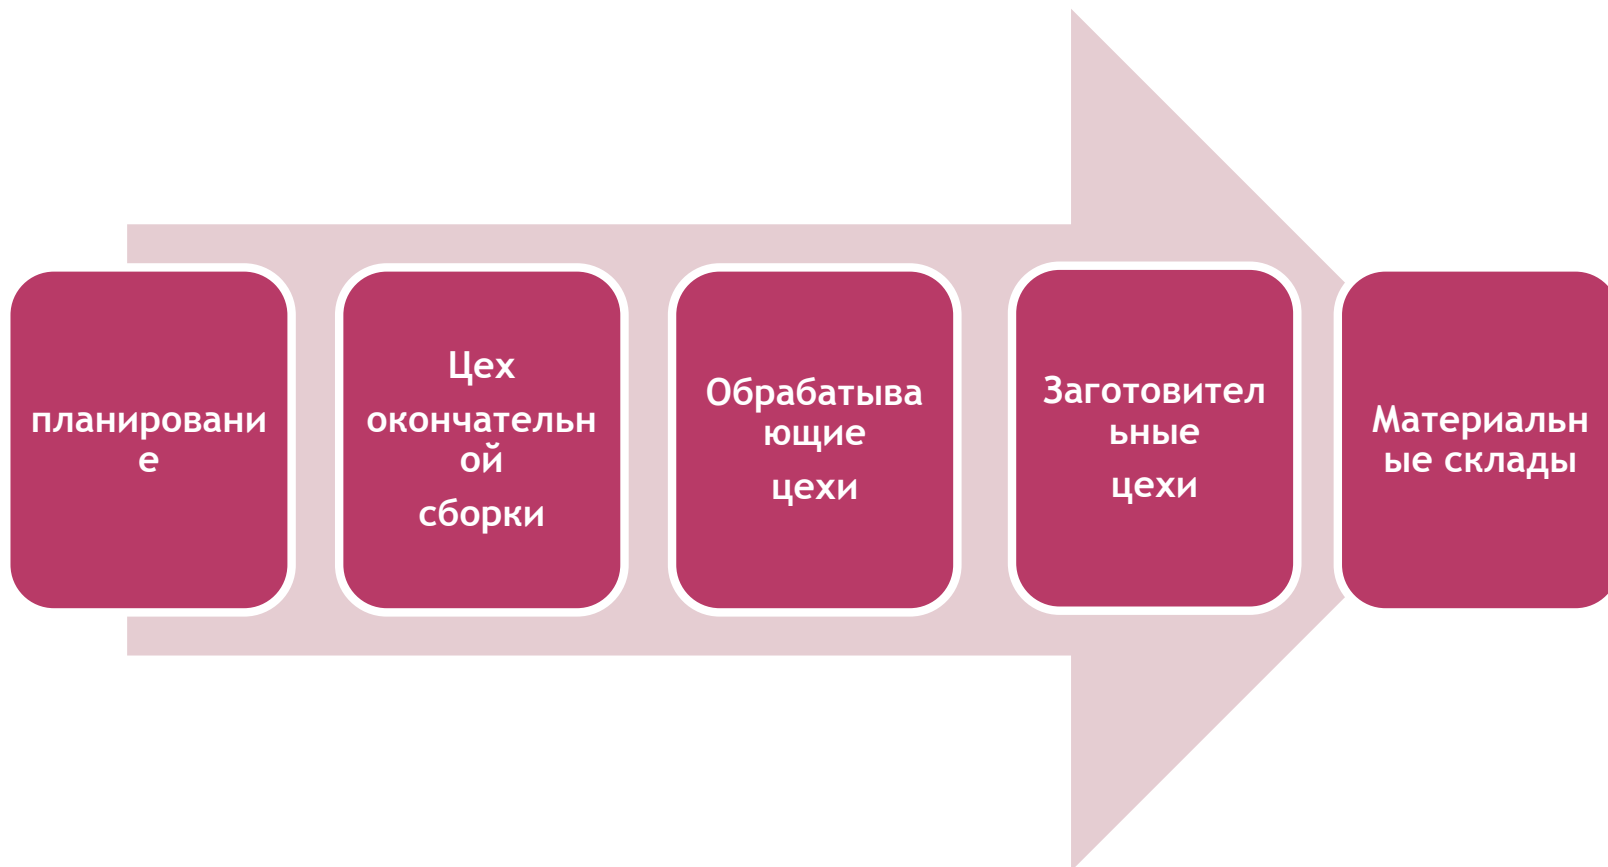 планировани
е
Цех
окончательн
ой
сборки
Обрабатыва
ющие
цехи
Заготовител
ьные
цехи
Материальн
ые склады